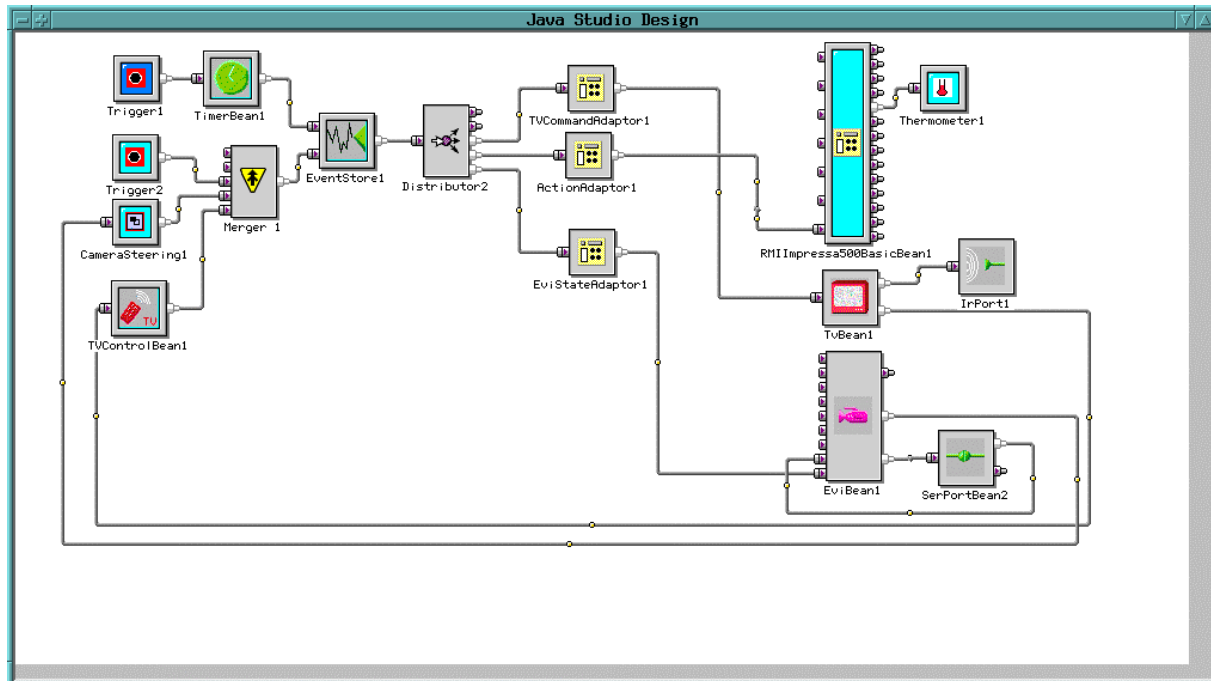 Java Studio Design
Trigger1
TimerBean1
TVCommandAdaptor1
Thermometer1
Trigger2
EventStore1
Distributor2
ActionAdaptor1
Merger 1
CameraSteering1
RMIImpressa500BasicBean1
EviStateAdaptor1
IrPort1
TV
TVControlBean1
TvBean1
EviBean1
SerPortBean2